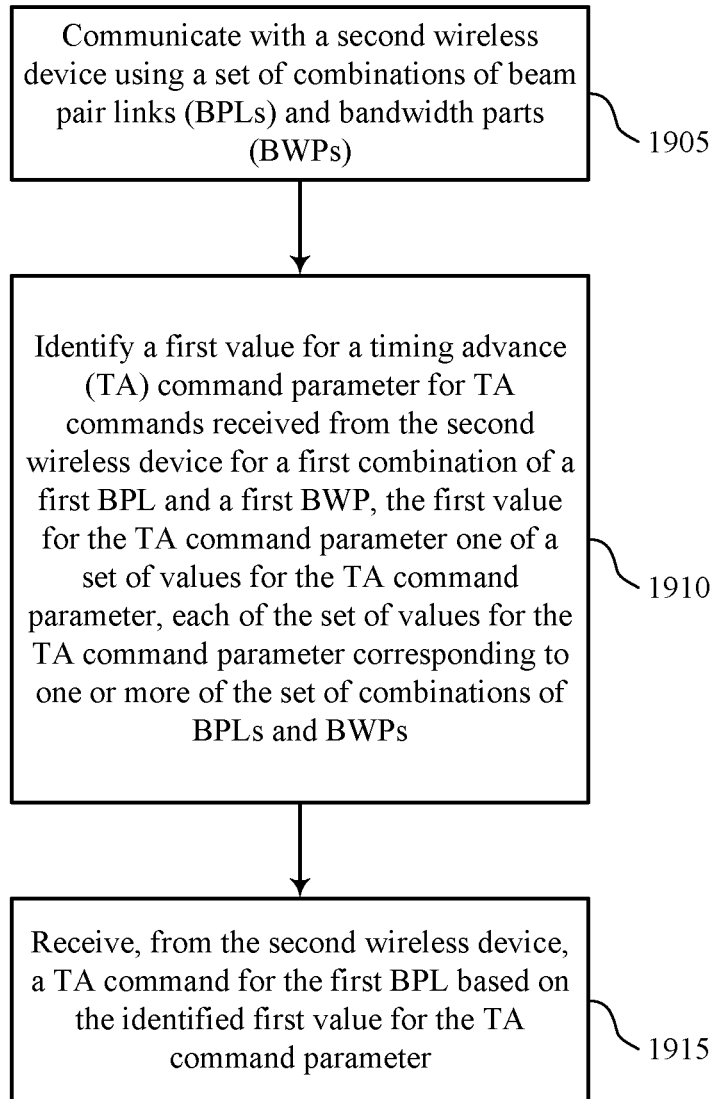 Communicate with a second wireless
device using a set of combinations of beam
pair links (BPLs) and bandwidth parts
(BWPs)
1905
Identify a first value for a timing advance
(TA) command parameter for TA
commands received from the second
wireless device for a first combination of a
first BPL and a first BWP, the first value
for the TA command parameter one of a
set of values for the TA command
parameter, each of the set of values for the
TA command parameter corresponding to
one or more of the set of combinations of
BPLs and BWPs
1910
Receive, from the second wireless device,
a TA command for the first BPL based on
the identified first value for the TA
command parameter
1915